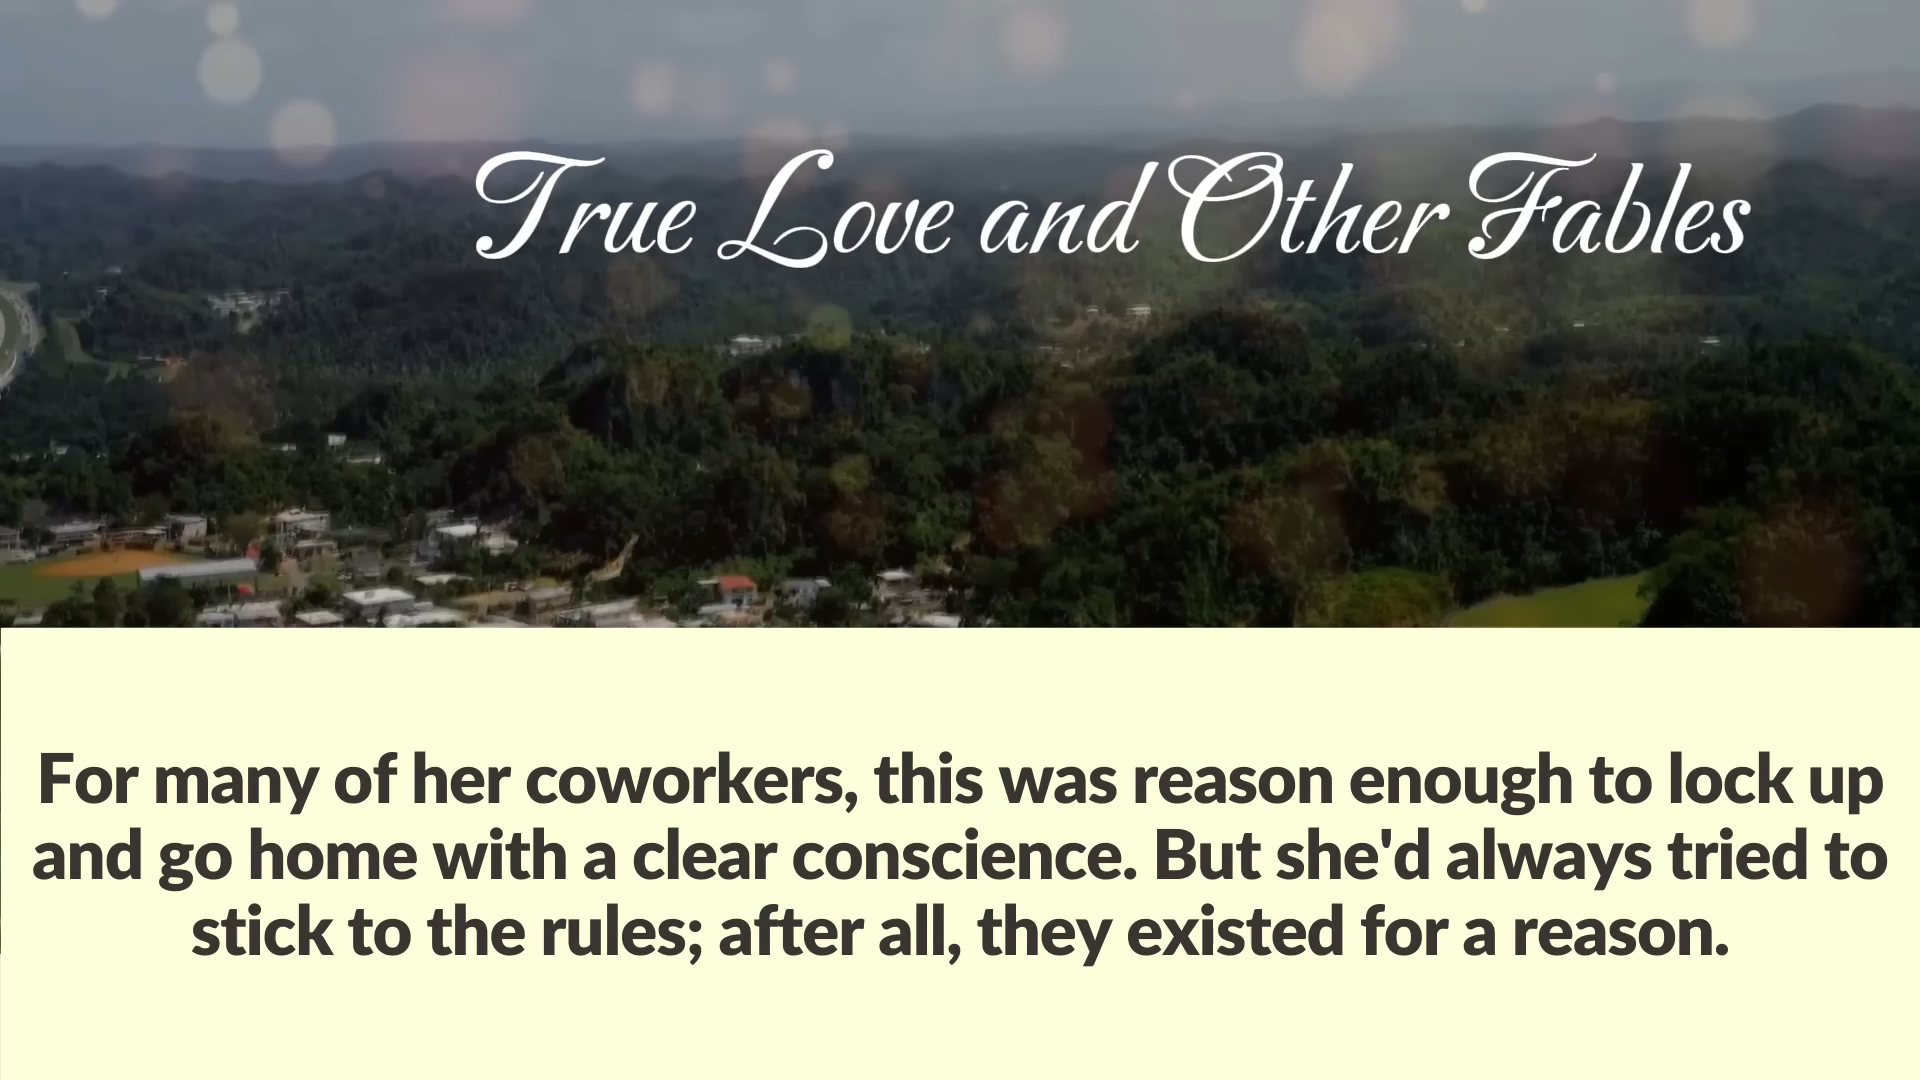 True Love and Other Fables
For many of her coworkers, this was reason enough to lock up
and go home with a clear conscience. But she'd always tried to
stick to the rules; after all, they existed for a reason.